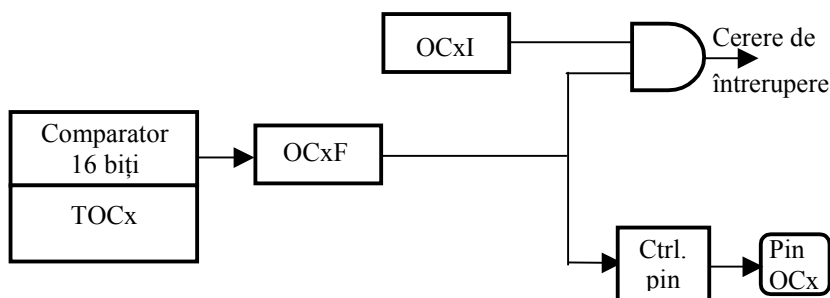 OCxI
Cerere de
întrerupere
Comparator
16 biți
OCxF
TOCx
Ctrl.
pin
Pin
OCx